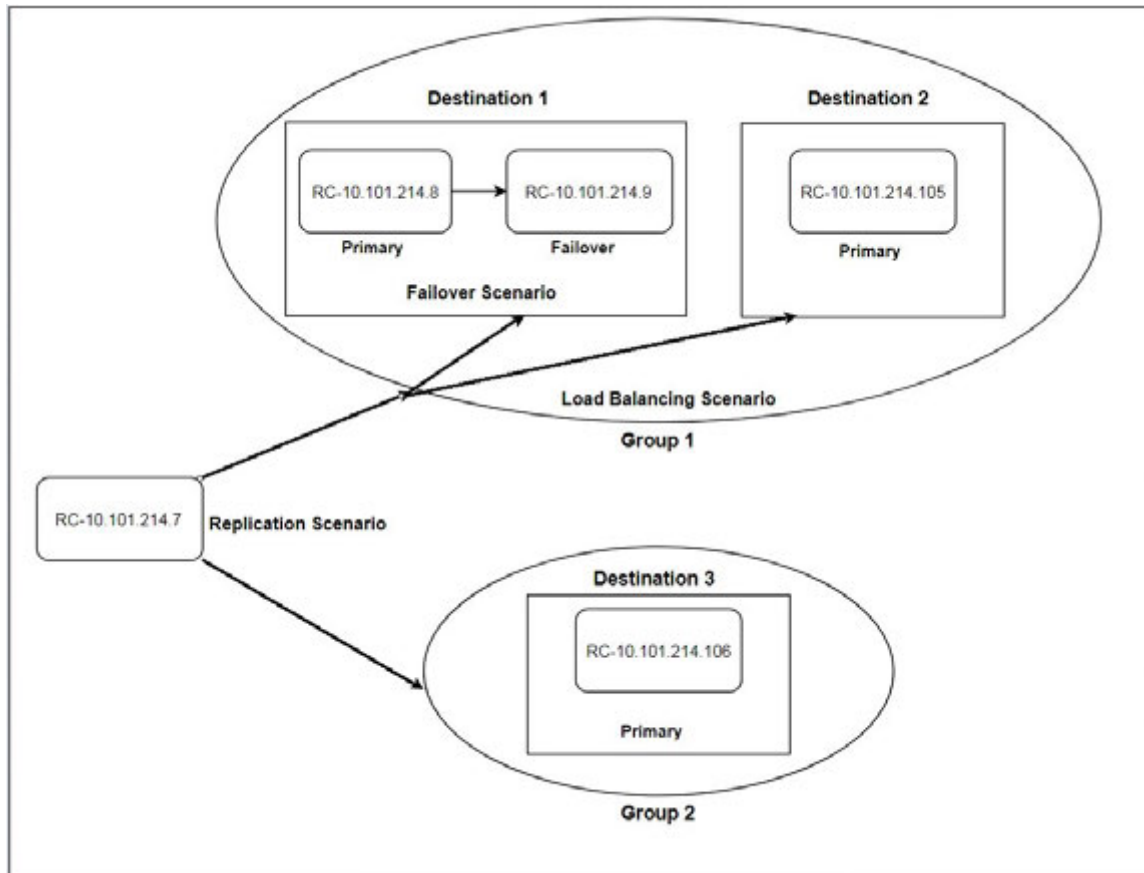 Destination 1
Destination 2
RC-10.101.214.8
RC-10.101.214.9
RC-10.101.214.105
Primary
Failover
Primary
Failover Scenario
Load Balancing Scenario
Group 1
RC-10.101.214.7
Replication Scenario
Destination 3
RC-10.101.214.106
Primary
Group 2